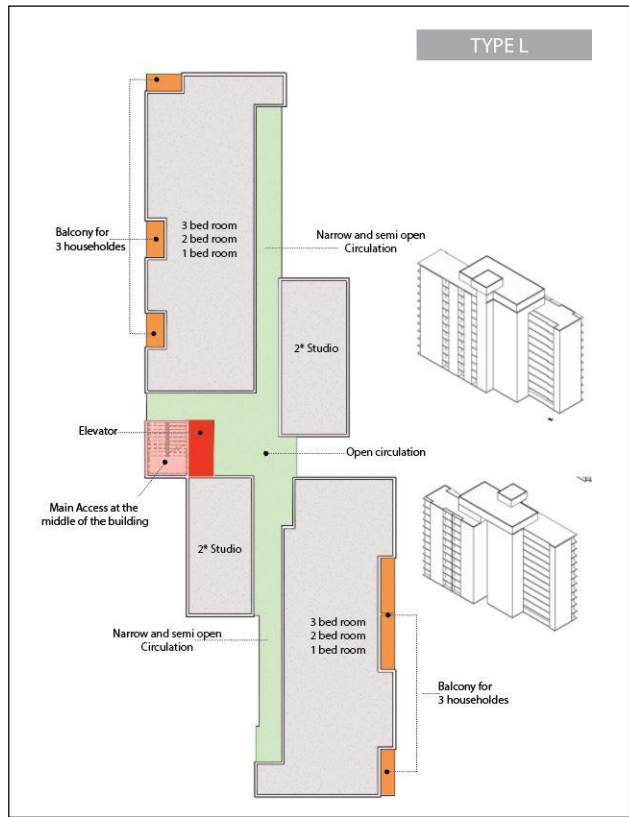 TYPE L
Balcony for
3 householdes
3 bed room
2 bed room
1 bed room
Narrow and semi open
Circulation
2* Studio
Elevator
Open circulation
Main Access at the
middle of the building
2* Studio
Narrow and semi open
Circulation
3 bed room
2 bed room
1 bed room
Balcony for
3 householdes